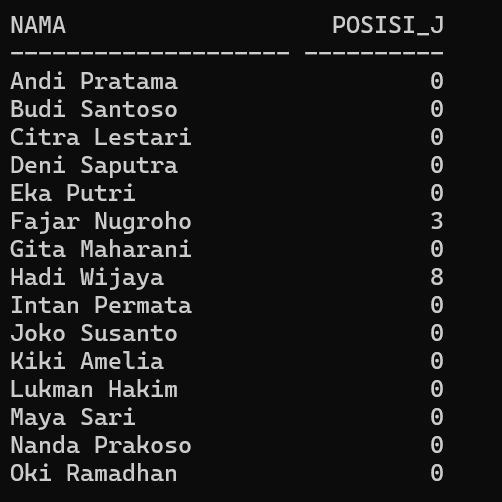 NAMA                   POSISI_J
-------------------- ----------
Andi Pratama                  0
Budi Santoso                  0
Citra Lestari                 0
Deni Saputra                  0
Eka Putri                     0
Fajar Nugroho                 3
Gita Maharani                 0
Hadi Wijaya                   8
Intan Permata                 0
Joko Susanto                  0
Kiki Amelia                   0
Lukman Hakim                  0
Maya Sari                     0
Nanda Prakoso                 0
Oki Ramadhan                  0